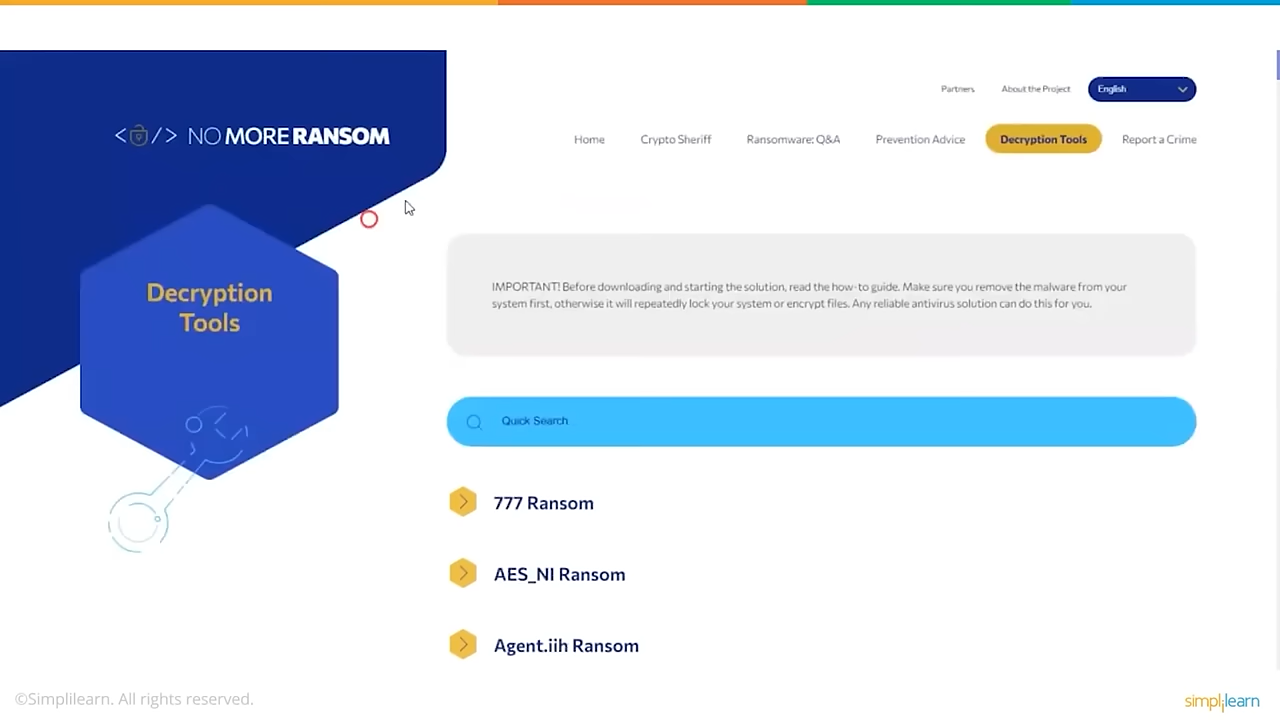 Partners
About the Project
English
NO MORE RANSOM
Home
Crypto Sheriff
Ransomware: Q&A
Prevention Advice
Decryption Tools
Report a Crime
Decryption
Tools
IMPORTANT! Before downloading and starting the solution, read the how-to guide. Make sure you remove the malware from your
system first, otherwise it will repeatedly lock your system or encrypt files. Any reliable antivirus solution can do this for you.
Quick Search
777 Ransom
AES_NI Ransom
Agent.iih Ransom
©Simplilearn. All rights reserved.
simplilearn